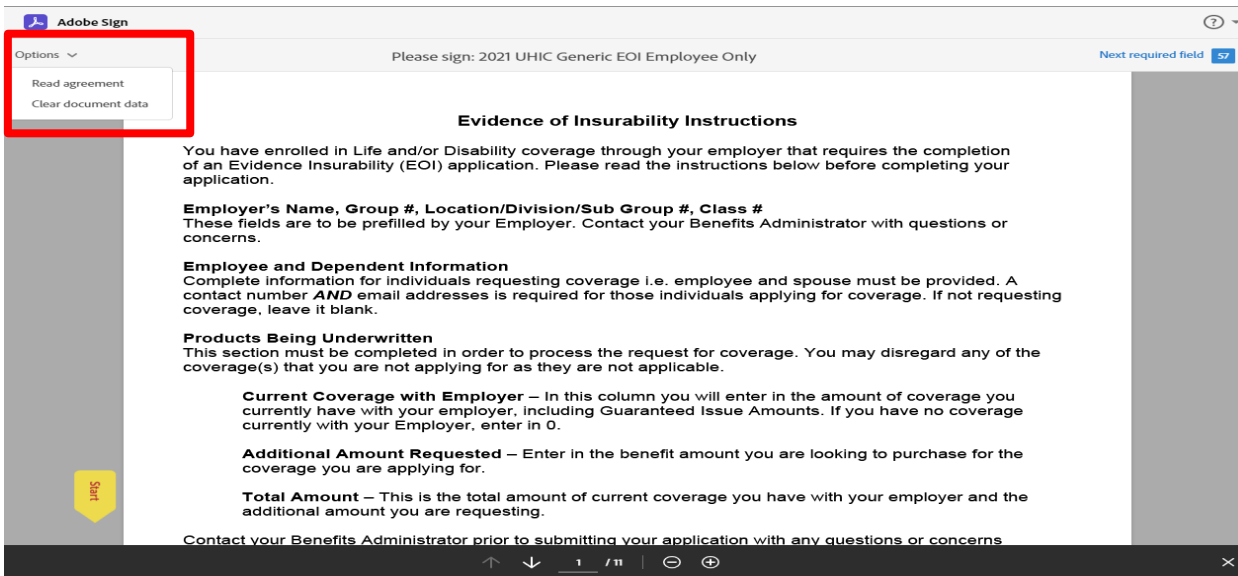 Adobe Sign
Options
Please sign: 2021 UHIC Generic EOI Employee Only
Next required field 57
Read agreement
Clear document data
Evidence of Insurability Instructions
You have enrolled in Life and/or Disability coverage through your employer that requires the completion
of an Evidence Insurability (EOI) application. Please read the instructions below before completing your
application.
Employer's Name, Group #, Location/Division/Sub Group #, Class #
These fields are to be prefilled by your Employer. Contact your Benefits Administrator with questions or
concerns.
Employee and Dependent Information
Complete information for individuals requesting coverage i.e. employee and spouse must be provided. A
contact number AND email addresses is required for those individuals applying for coverage. If not requesting
coverage, leave it blank.
Products Being Underwritten
This section must be completed in order to process the request for coverage. You may disregard any of the
coverage(s) that you are not applying for as they are not applicable.
Current Coverage with Employer – In this column you will enter in the amount of coverage you
currently have with your employer, including Guaranteed Issue Amounts. If you have no coverage
currently with your Employer, enter in 0.
Additional Amount Requested – Enter in the benefit amount you are looking to purchase for the
coverage you are applying for.
Start
Total Amount – This is the total amount of current coverage you have with your employer and the
additional amount you are requesting.
Contact your Benefits Administrator prior to submitting your application with any questions or concerns
1 / 11